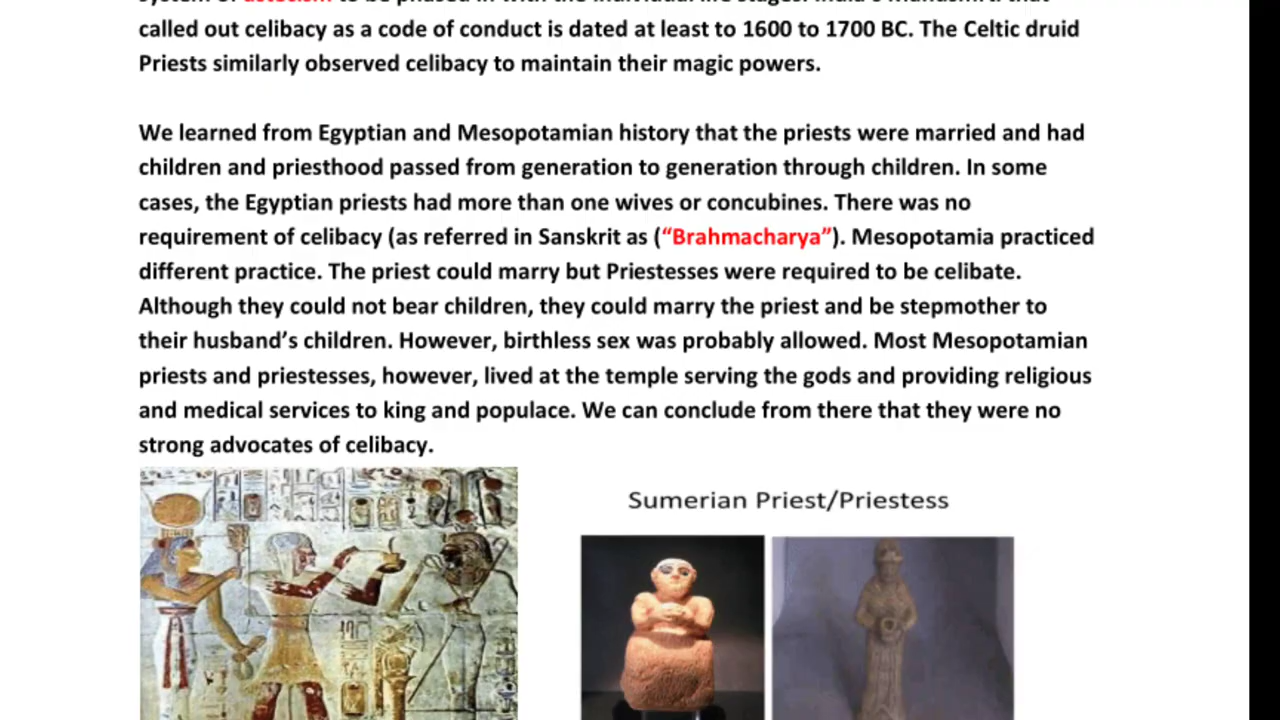 called out celibacy as a code of conduct is dated at least to 1600 to 1700 BC. The Celtic druid
Priests similarly observed celibacy to maintain their magic powers.
We learned from Egyptian and Mesopotamian history that the priests were married and had
children and priesthood passed from generation to generation through children. In some
cases, the Egyptian priests had more than one wives or concubines. There was no
requirement of celibacy (as referred in Sanskrit as (“Brahmacharya”). Mesopotamia practiced
different practice. The priest could marry but Priestesses were required to be celibate.
Although they could not bear children, they could marry the priest and be stepmother to
their husband’s children. However, birthless sex was probably allowed. Most Mesopotamian
priests and priestesses, however, lived at the temple serving the gods and providing religious
and medical services to king and populace. We can conclude from there that they were no
strong advocates of celibacy.
Sumerian Priest/Priestess